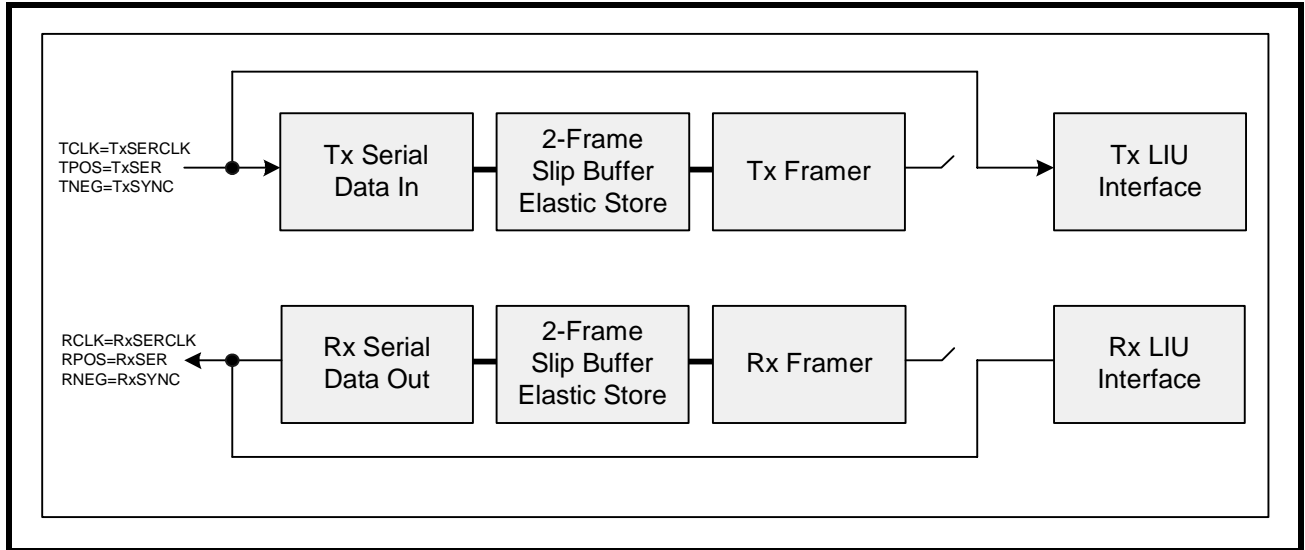 TCLK=TxSERCLK
TPOS=TxSER
TNEG=TxSYNC
Tx Serial
Data In
2-Frame
Slip Buffer
Elastic Store
Tx Framer
Tx LIU
Interface
RCLK=RxSERCLK
RPOS=RxSER
RNEG=RxSYNC
Rx Serial
Data Out
2-Frame
Slip Buffer
Elastic Store
Rx Framer
Rx LIU
Interface